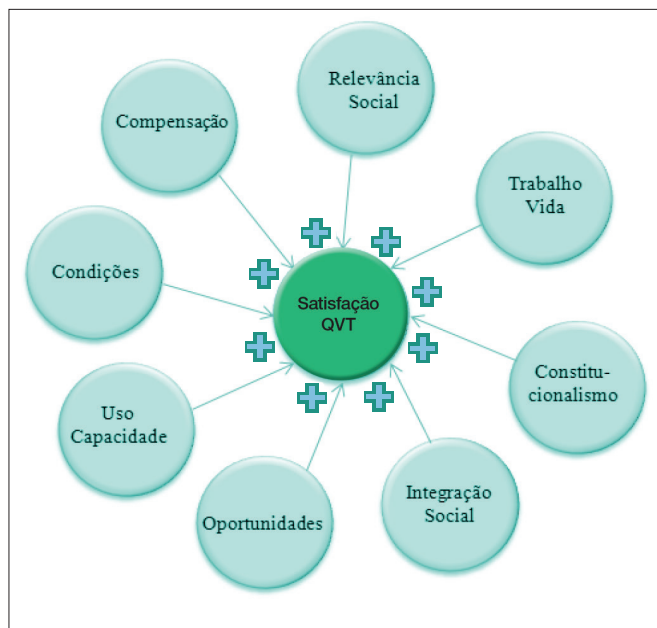 Relevância
Social
Compensação
Trabalho
Vida
Condições
Satisfação
QVT
Constitu-
cionalismo
Uso
Capacidade
Integração
Social
Oportunidades